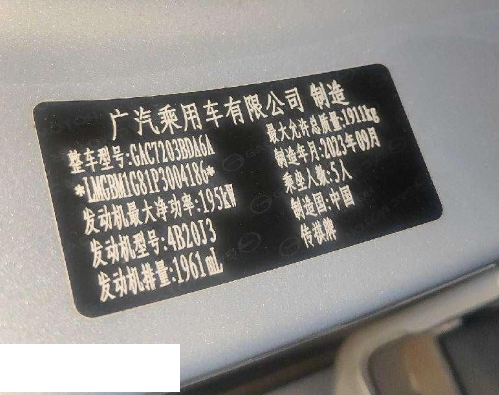 广汽乘用车有限公司 制造
整车型号:GAC7203BDA6A
*LMGBM1G81P3004186*
发动机最大净功率:195kW
发动机型号:4B20J3
发动机排量:1961mL
最大允许总质量:1911kg
制造年月:2023年09月
乘坐人数:5人
制造国:中国
传祺牌